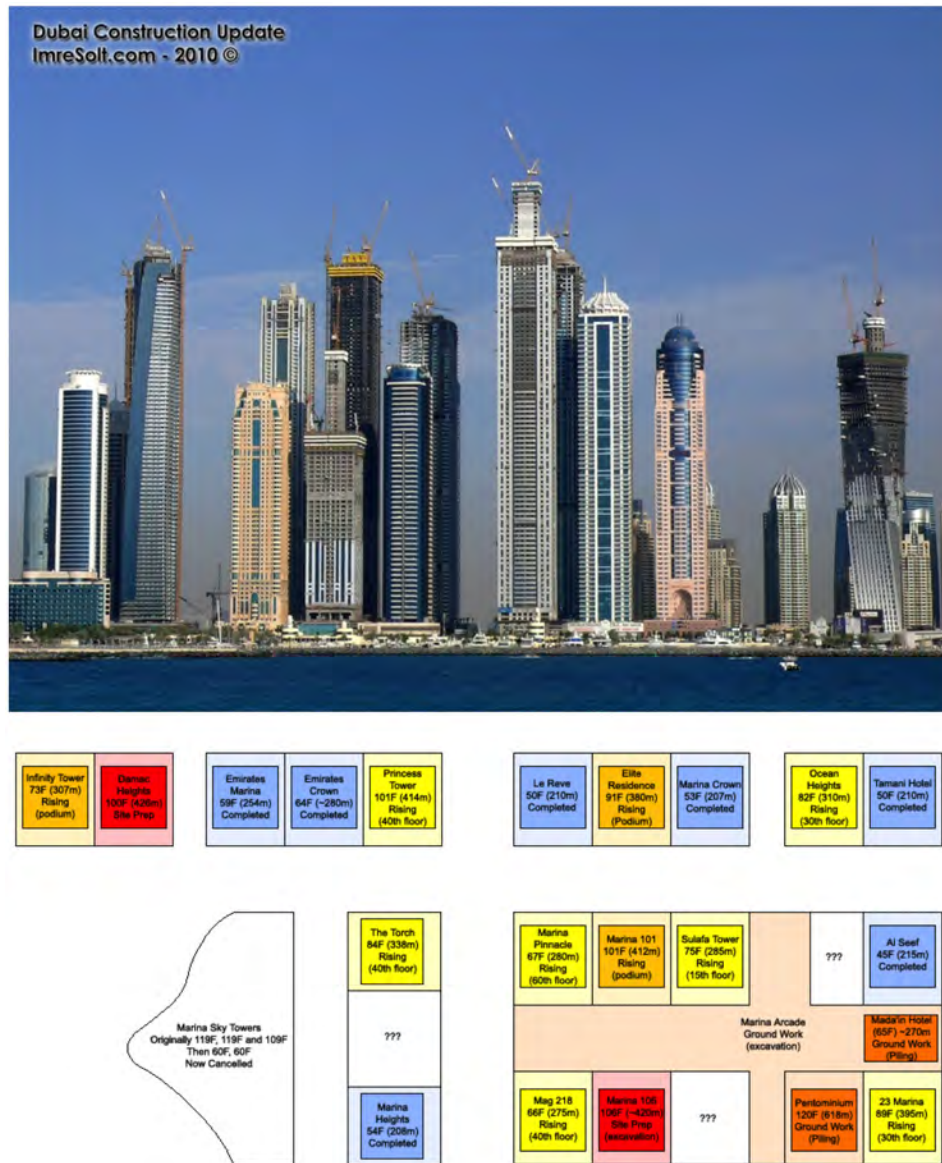 Dubai Construction Update
ImreSolt.com - 2010 ©
Infinity Tower
73F (307m)
Rising
(podium)
Damac
Heights
100F (426m)
Site Prep
Emirates
Marina
59F (254m)
Completed
Emirates
Crown
64F (~280m)
Completed
Princess
Tower
101F (414m)
Rising
(40th floor)
Le Reve
50F (210m)
Completed
Elite
Residence
91F (380m)
Rising
(Podium)
Marina Crown
53F (207m)
Completed
Ocean
Heights
82F (310m)
Rising
(30th floor)
Tamani Hotel
50F (210m)
Completed
The Torch
84F (338m)
Rising
(40th floor)
Marina
Pinnacle
67F (280m)
Rising
(60th floor)
Marina 101
101F (412m)
Rising
(podium)
Sulafa Tower
75F (285m)
Rising
(15th floor)
???
Al Seef
45F (215m)
Completed
Marina Sky Towers
Originally 119F, 119F and 109F
Then 60F, 60F
Now Cancelled
???
Marina Arcade
Ground Work
(excavation)
Mada'in Hotel
(65F) ~270m
Ground Work
(Piling)
Marina
Heights
54F (208m)
Completed
Mag 218
66F (275m)
Rising
(40th floor)
Marina 106
106F (~420m)
Site Prep
(excavation)
???
Pentominium
120F (618m)
Ground Work
(Piling)
23 Marina
89F (395m)
Rising
(30th floor)